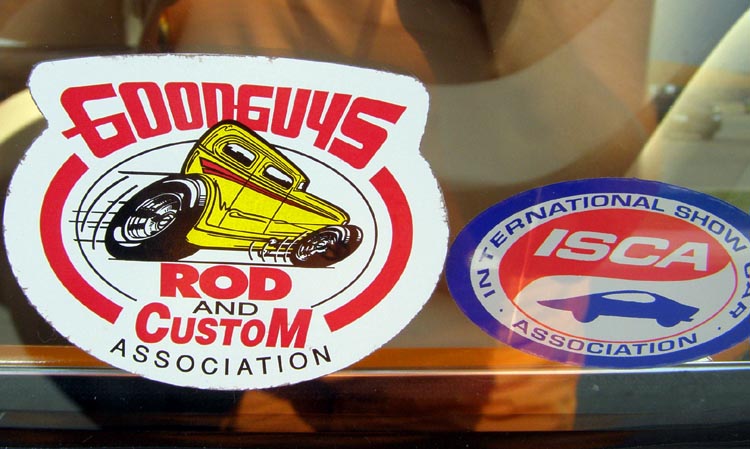 GOODGUYS
ROD
AND
CUSTOM
ASSOCIATION
· INTERNATIONAL SHOW CAR ·
ISCA
ASSOCIATION